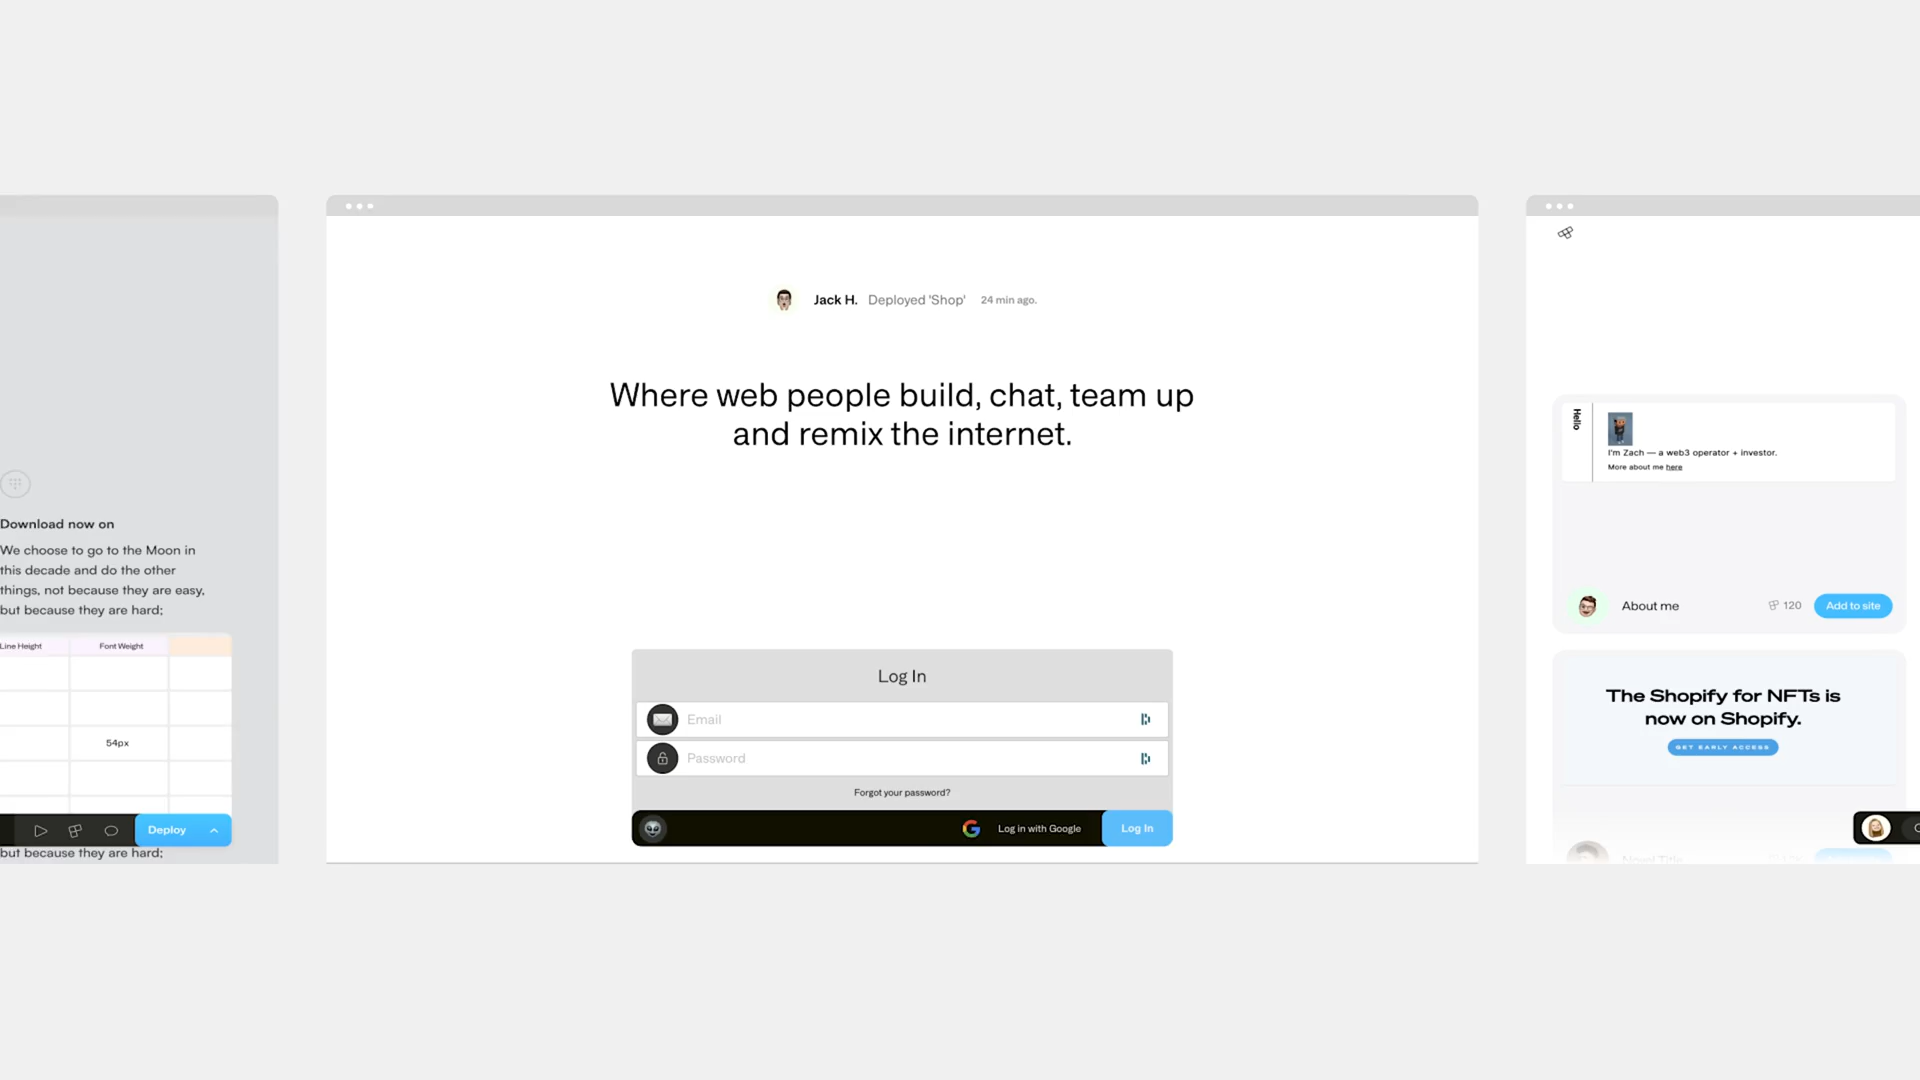 Download now on
We choose to go to the Moon in
this decade and do the other
things, not because they are easy,
but because they are hard;
Line Height Font Weight
54px
Deploy
but because they are hard;
Jack H. Deployed 'Shop' 24 min ago.
Where web people build, chat, team up
and remix the internet.
Log In
Email
Password
Forgot your password?
Log in with Google Log In
Hello
I'm Zach — a web3 operator + investor.
More about me here
About me 120 Add to site
The Shopify for NFTs is
now on Shopify.
GET EARLY ACCESS